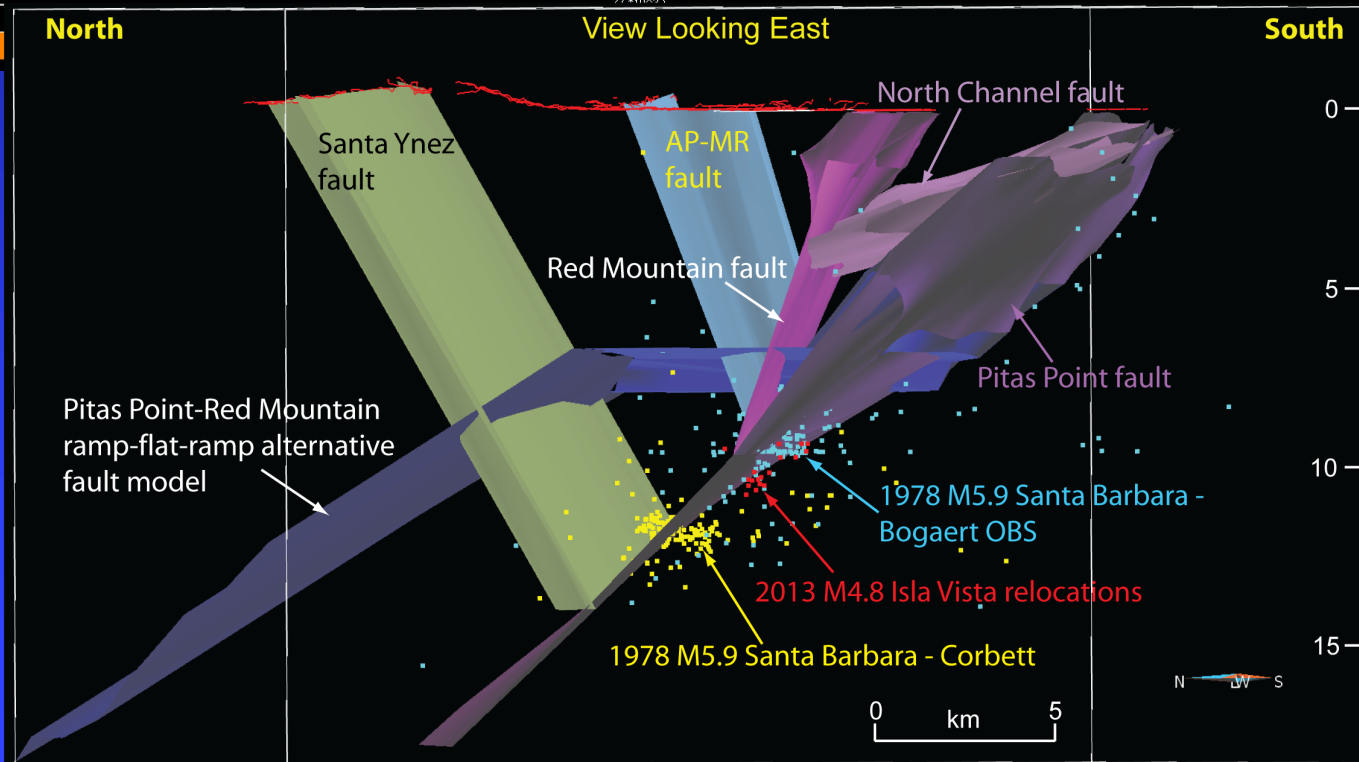 North
View Looking East
South
North Channel fault
0
Santa Ynez
fault
AP-MR
fault
Red Mountain fault
5
Pitas Point fault
Pitas Point-Red Mountain
ramp-flat-ramp alternative
fault model
10
1978 M5.9 Santa Barbara -
Bogaert OBS
2013 M4.8 Isla Vista relocations
1978 M5.9 Santa Barbara - Corbett
15
N
W
S
0
km
5